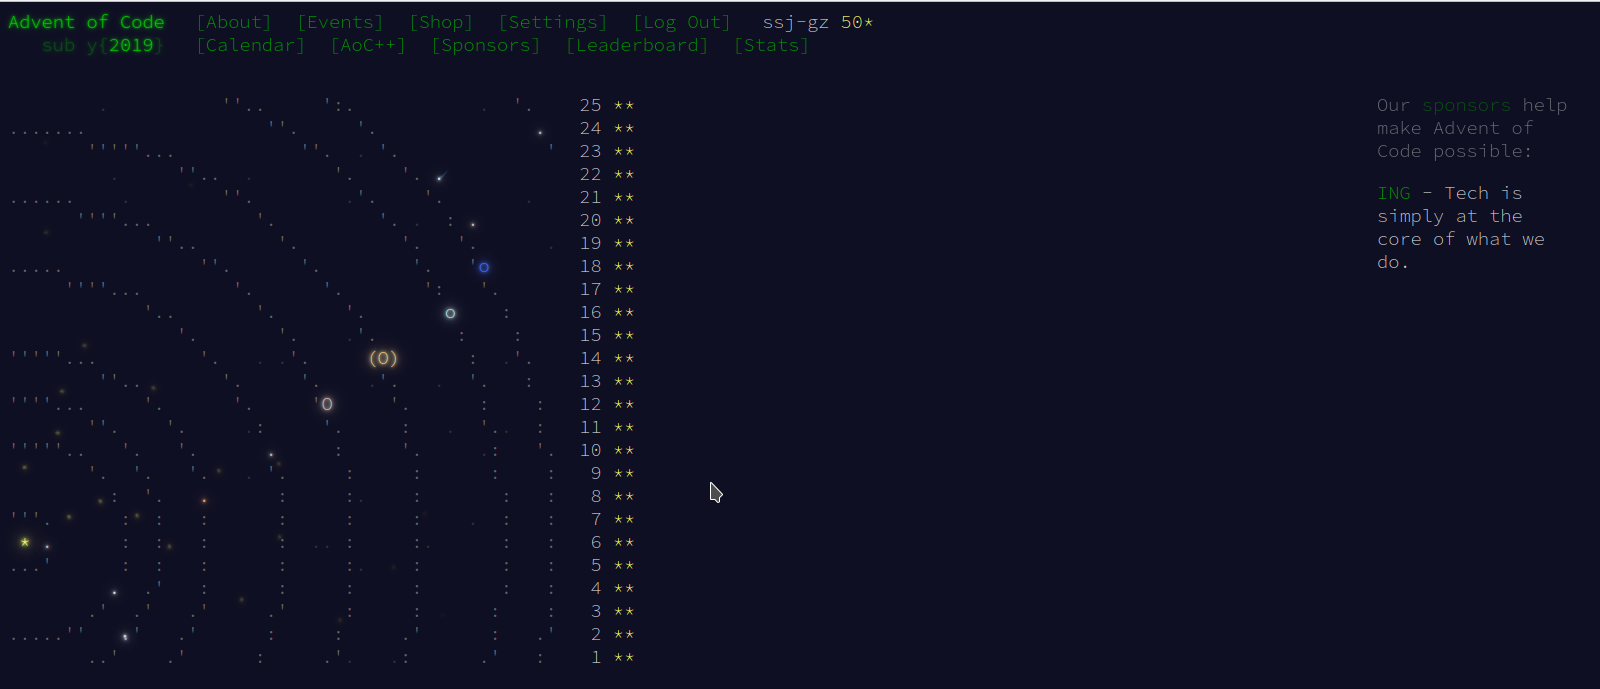 Advent of Code [About] [Events] [Shop] [Settings] [Log Out] ssj-gz 50*
sub y{2019} [Calendar] [AoC++] [Sponsors] [Leaderboard] [Stats]
25 **
24 **
23 **
22 **
21 **
20 **
19 **
18 **
17 **
16 **
15 **
14 **
13 **
12 **
11 **
10 **
9 **
8 **
7 **
6 **
5 **
4 **
3 **
2 **
1 **
Our sponsors help
make Advent of
Code possible:
ING - Tech is
simply at the
core of what we
do.